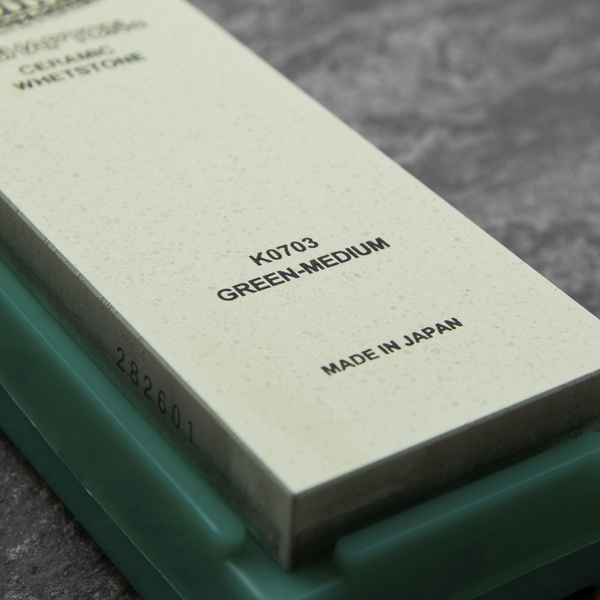 CERAMIC
WHETSTONE
K0703
GREEN-MEDIUM
MADE IN JAPAN
282601